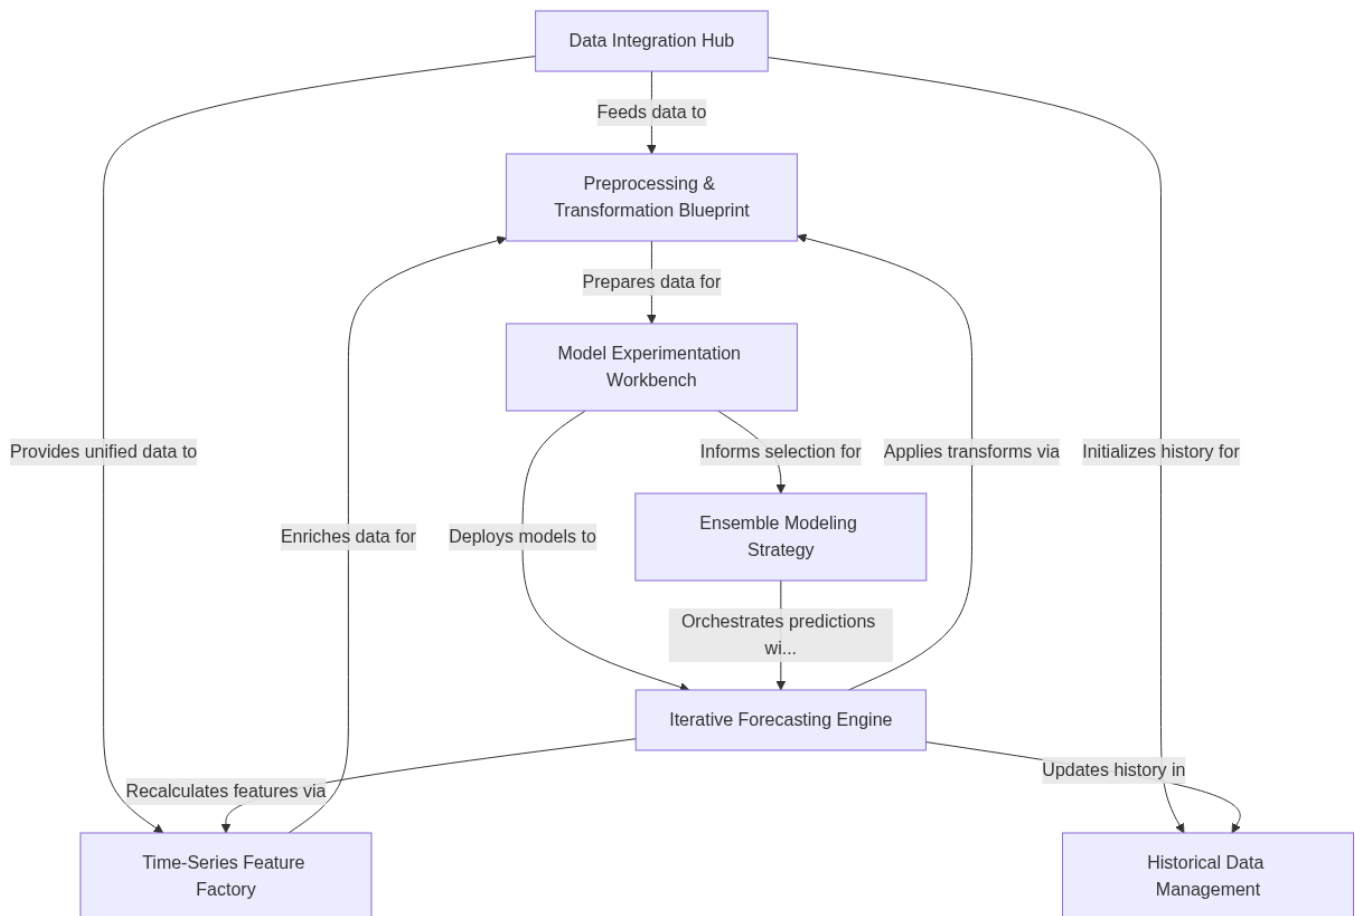 Data Integration Hub
Feeds data to
Preprocessing &
Transformation Blueprint
Prepares data for
Model Experimentation
Workbench
Provides unified data to
Informs selection for
Applies transforms via
Initializes history for
Enriches data for
Deploys models to
Ensemble Modeling
Strategy
Orchestrates predictions
wi...
Iterative Forecasting Engine
Recalculates features via
Updates history in
Time-Series Feature
Factory
Historical Data
Management